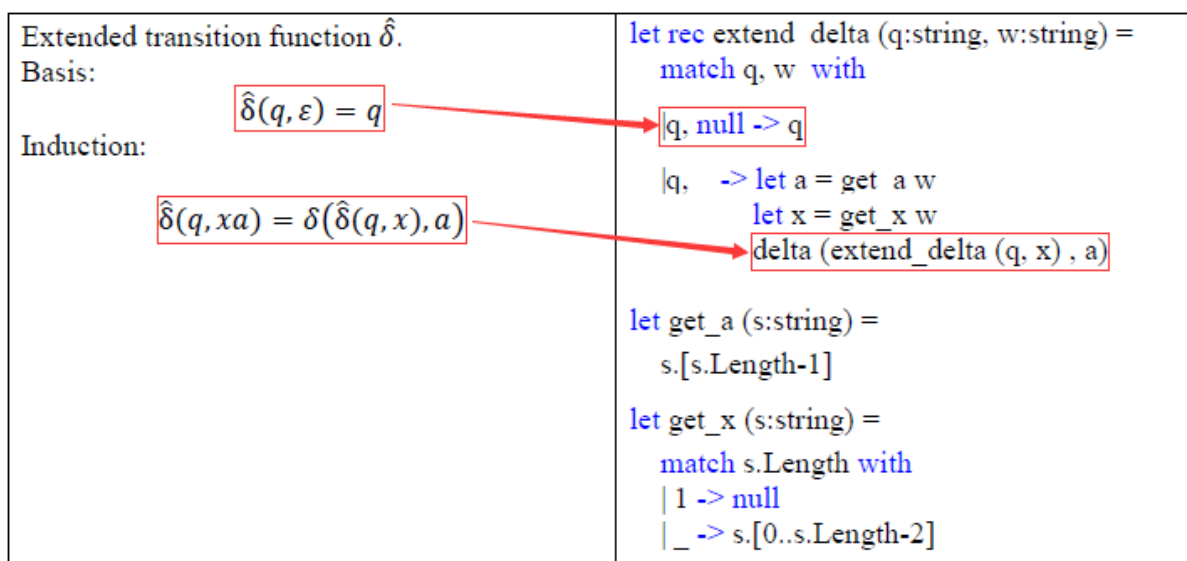 Extended transition function δ̂.
Basis:
δ̂(q, ε) = q
Induction:
δ̂(q, xa) = δ(δ̂(q, x), a)
let rec extend delta (q:string, w:string) =
match q, w with
|q, null -> q
|q, -> let a = get a w
let x = get_x w
delta (extend_delta (q, x) , a)
let get_a (s:string) =
s.[s.Length-1]
let get_x (s:string) =
match s.Length with
| 1 -> null
| _ -> s.[0..s.Length-2]